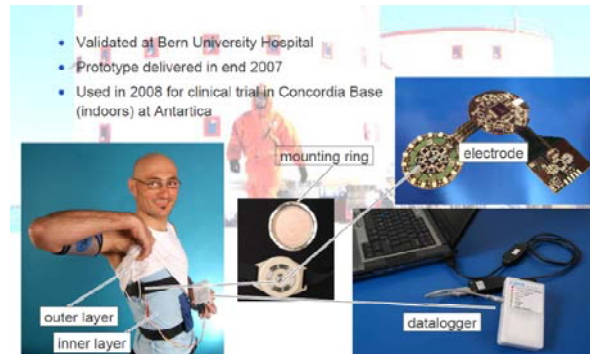 Validated at Bern University Hospital
Prototype delivered in end 2007
Used in 2008 for clinical trial in Concordia Base
(indoors) at Antartica
mounting ring
electrode
outer layer
inner layer
datalogger